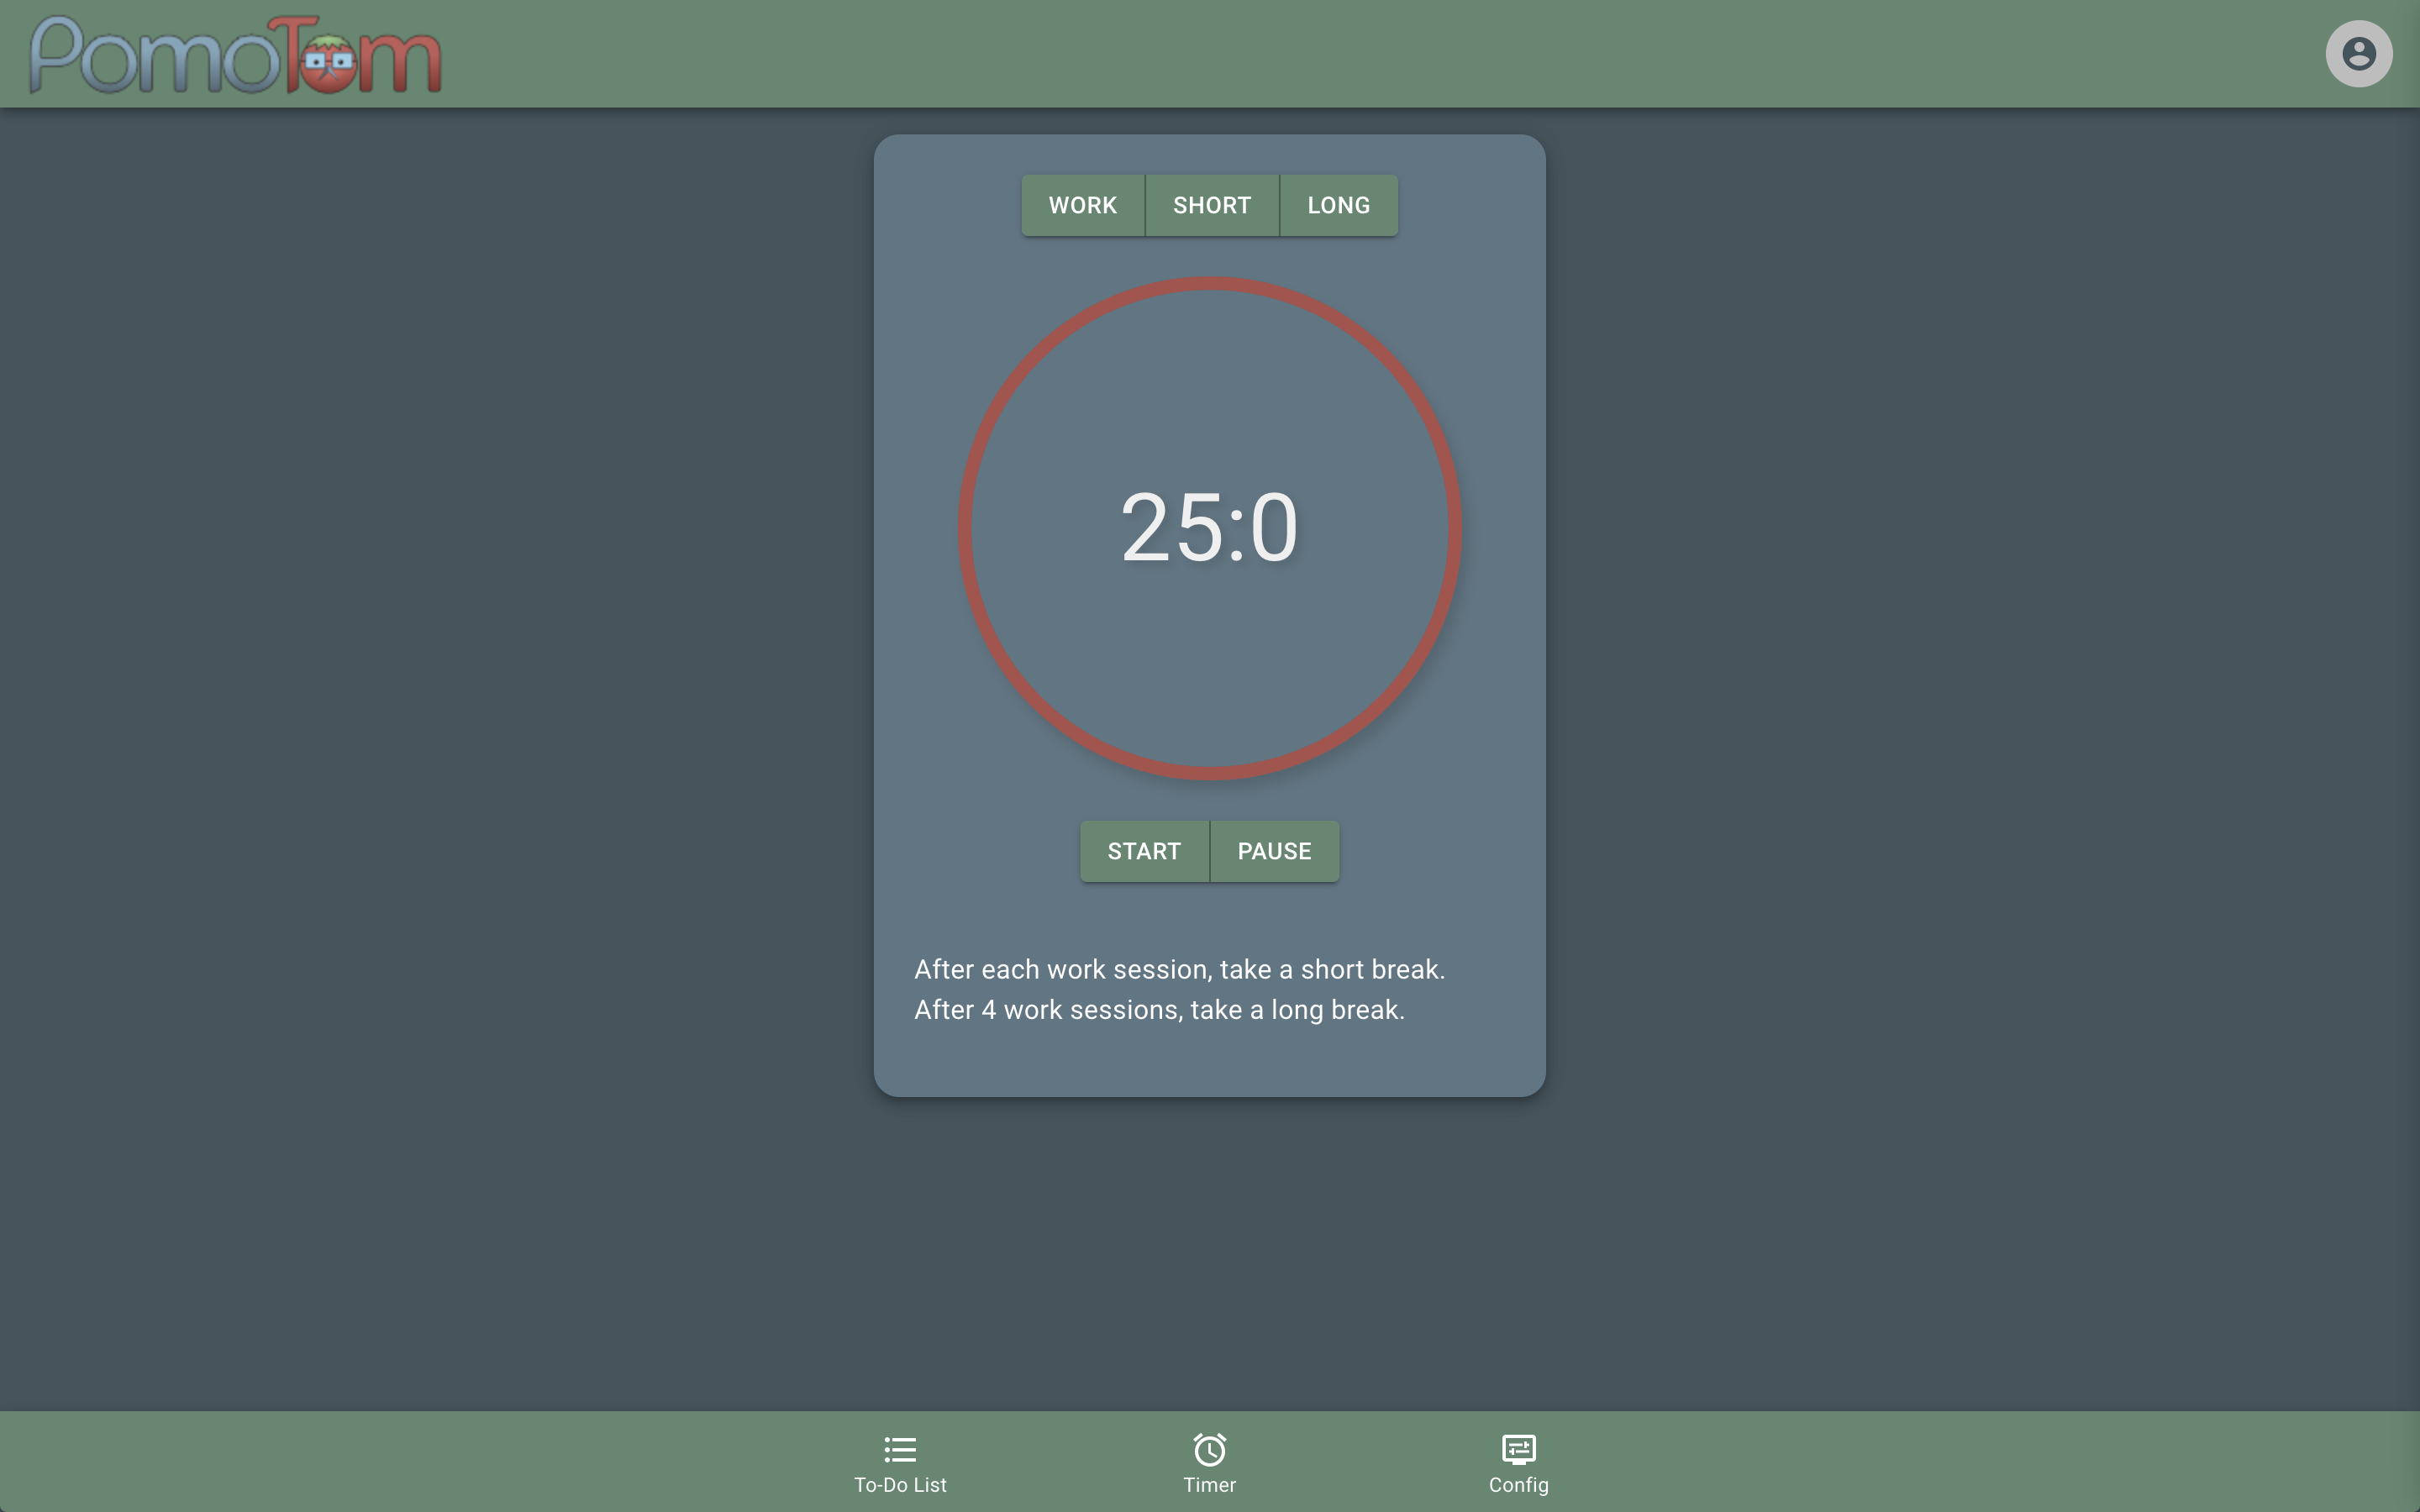 PomoTom
WORK SHORT LONG
25:0
START PAUSE
After each work session, take a short break.
After 4 work sessions, take a long break.
To-Do List Timer Config